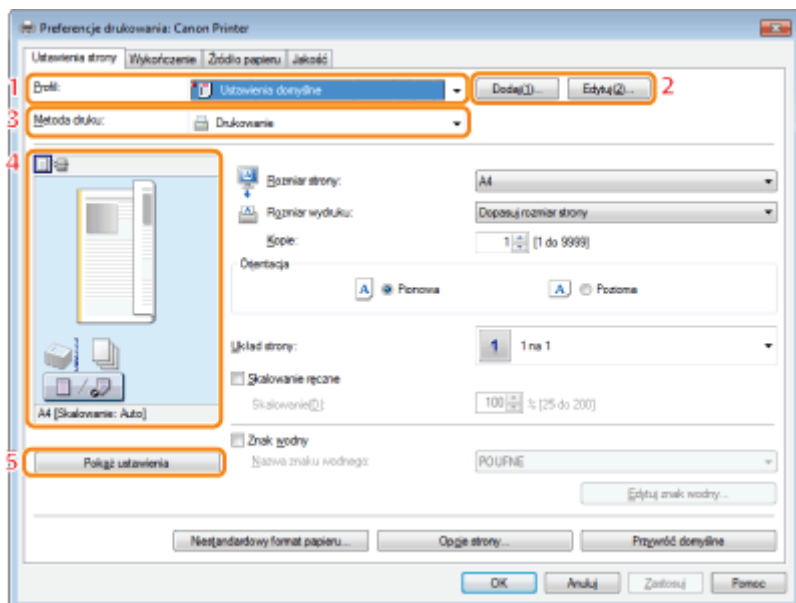 Preferencje drukowania: Canon Printer
Ustawienia strony Wykończenie Źródło papieru Jakość
1 Profil: Ustawienia domyślne Dodaj(1)... Edytuj(2)... 2
3 Metoda druku: Drukowanie
4
Rozmiar strony: A4
Rozmiar wydruku: Dopasuj rozmiar strony
Kopie: 1 [1 do 9999]
Orientacja
A Pionowa A Pozioma
Układ strony: 1 1 na 1
Skalowanie ręczne
Skalowanie(D): 100 % [25 do 200]
A4 [Skalowanie: Auto]
Znak wodny
5 Pokaż ustawienia Nazwa znaku wodnego: POUFNE
Edytuj znak wodny...
Niestandardowy format papieru... Opcje strony... Przywróć domyślne
OK Anuluj Zastosuj Pomoc